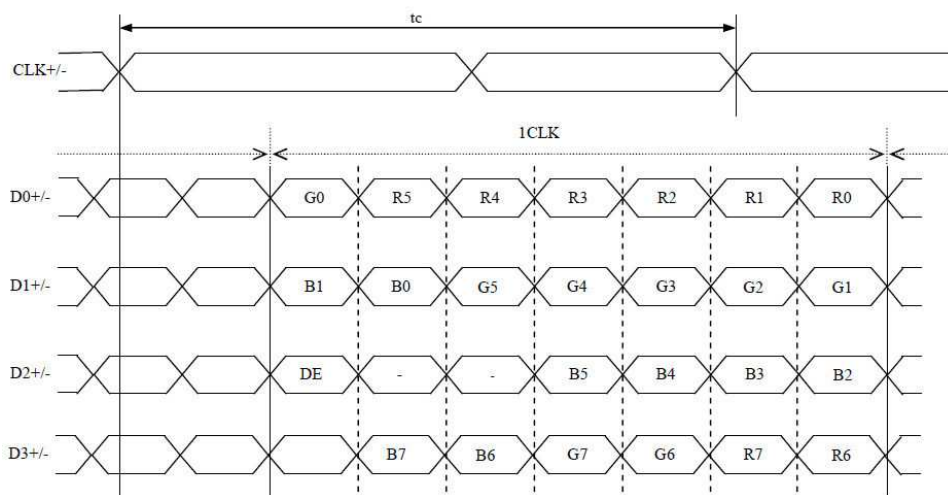 tc
CLK+/-
1CLK
D0+/- G0 R5 R4 R3 R2 R1 R0
D1+/- B1 B0 G5 G4 G3 G2 G1
D2+/- DE - - B5 B4 B3 B2
D3+/- B7 B6 G7 G6 R7 R6